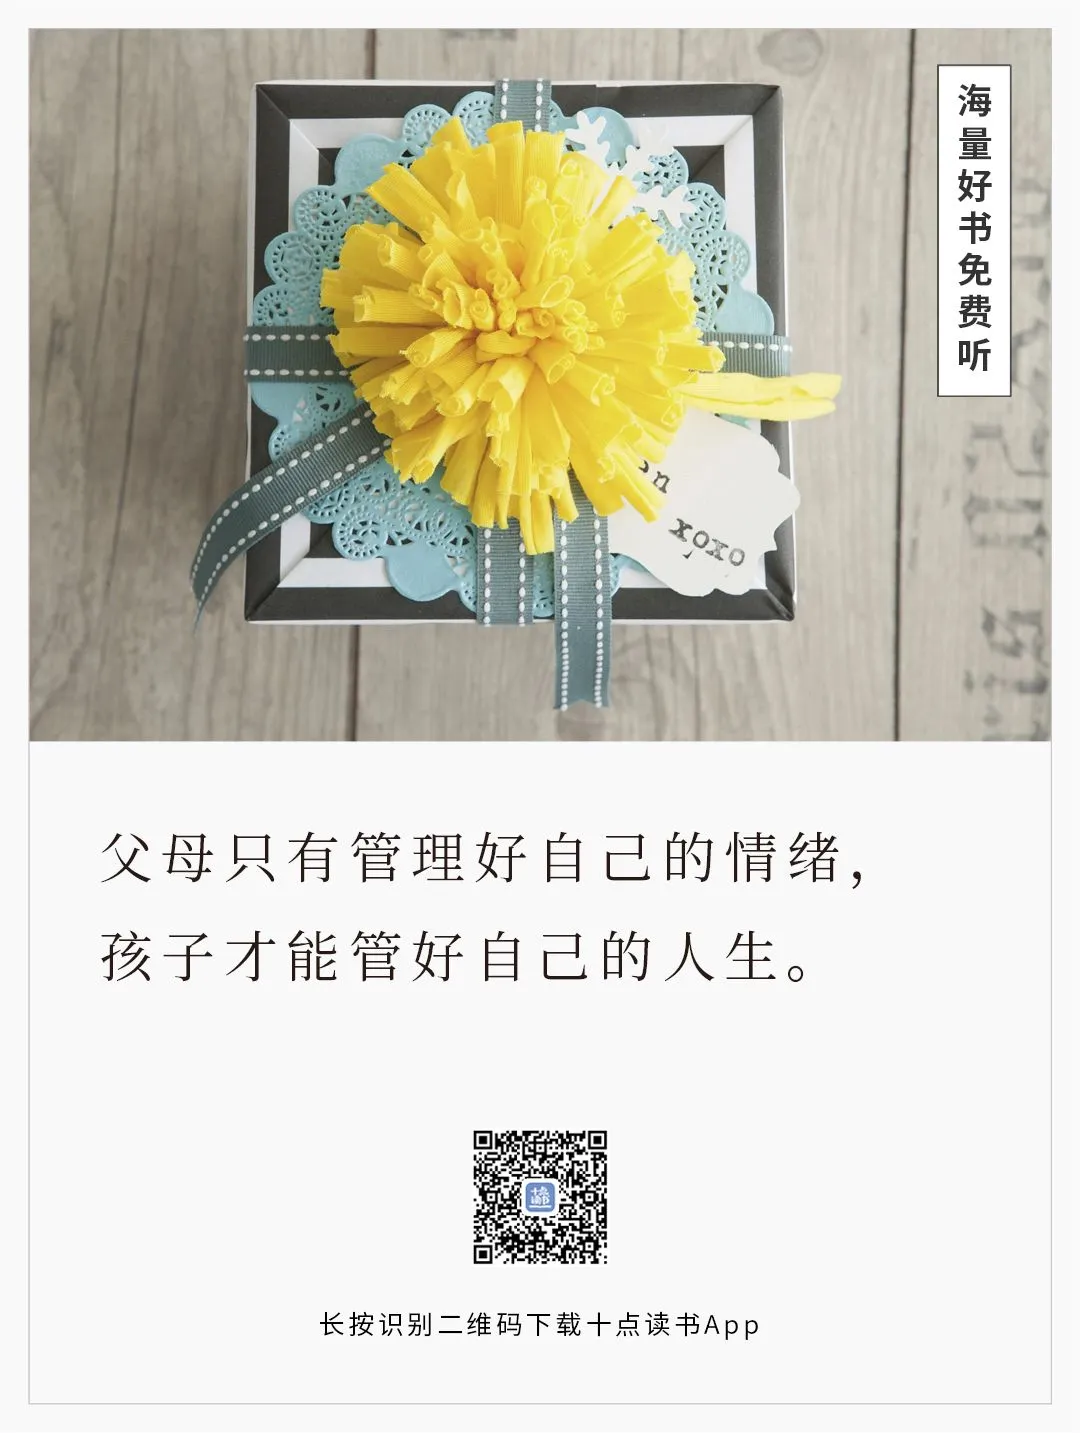 海量好书免费听
n
xoxo
父母只有管理好自己的情绪，
孩子才能管好自己的人生。
长按识别二维码下载十点读书App